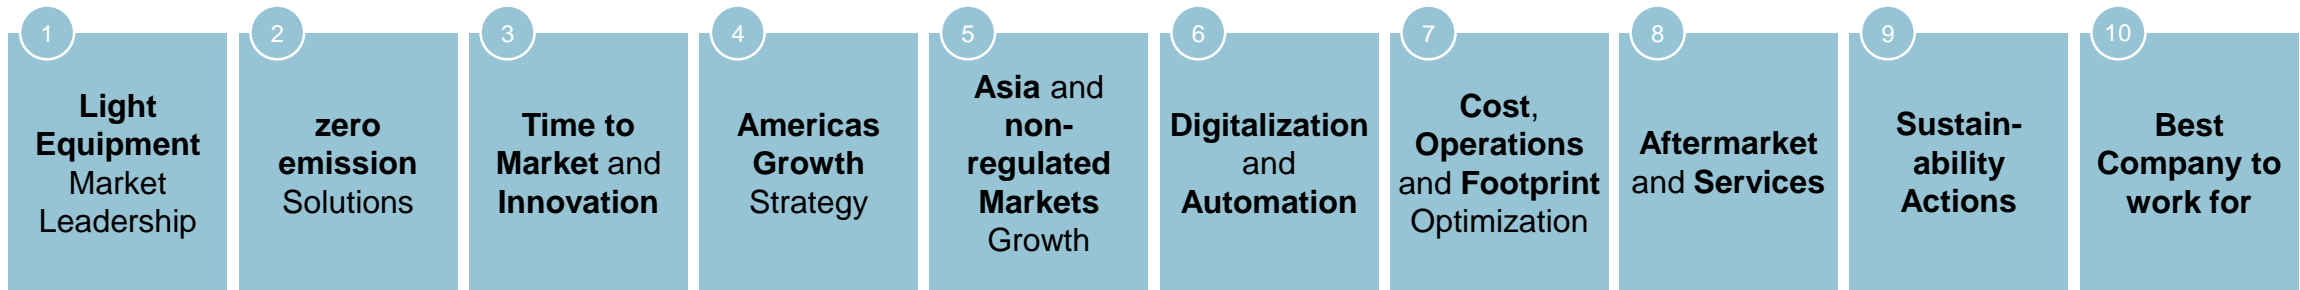 1
Light
Equipment
Market
Leadership
2
zero
emission
Solutions
3
Time to
Market and
Innovation
4
Americas
Growth
Strategy
5
Asia and
non-
regulated
Markets
Growth
6
Digitalization
and
Automation
7
Cost,
Operations
and Footprint
Optimization
8
Aftermarket
and Services
9
Sustain-
ability
Actions
10
Best
Company to
work for